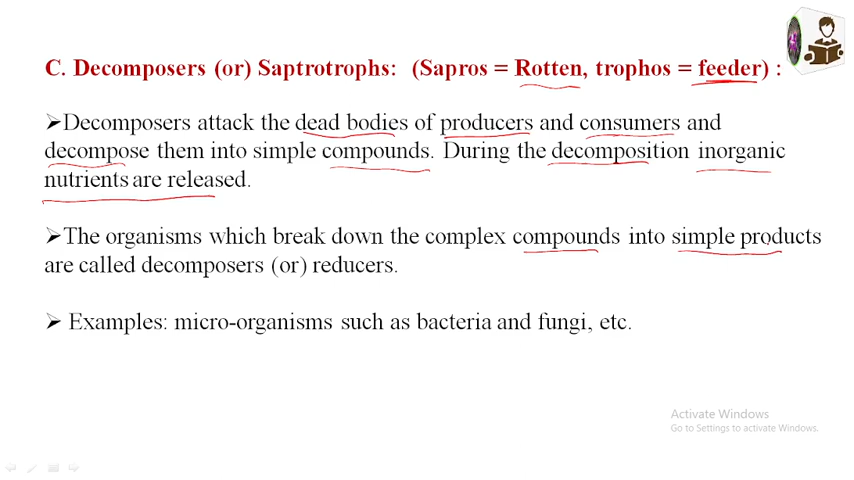 C. Decomposers (or) Saptrotrophs: (Sapros = Rotten, trophos = feeder) :
➤Decomposers attack the dead bodies of producers and consumers and
decompose them into simple compounds. During the decomposition inorganic
nutrients are released.
➤The organisms which break down the complex compounds into simple products
are called decomposers (or) reducers.
➤ Examples: micro-organisms such as bacteria and fungi, etc.
Activate Windows
Go to Settings to activate Windows.